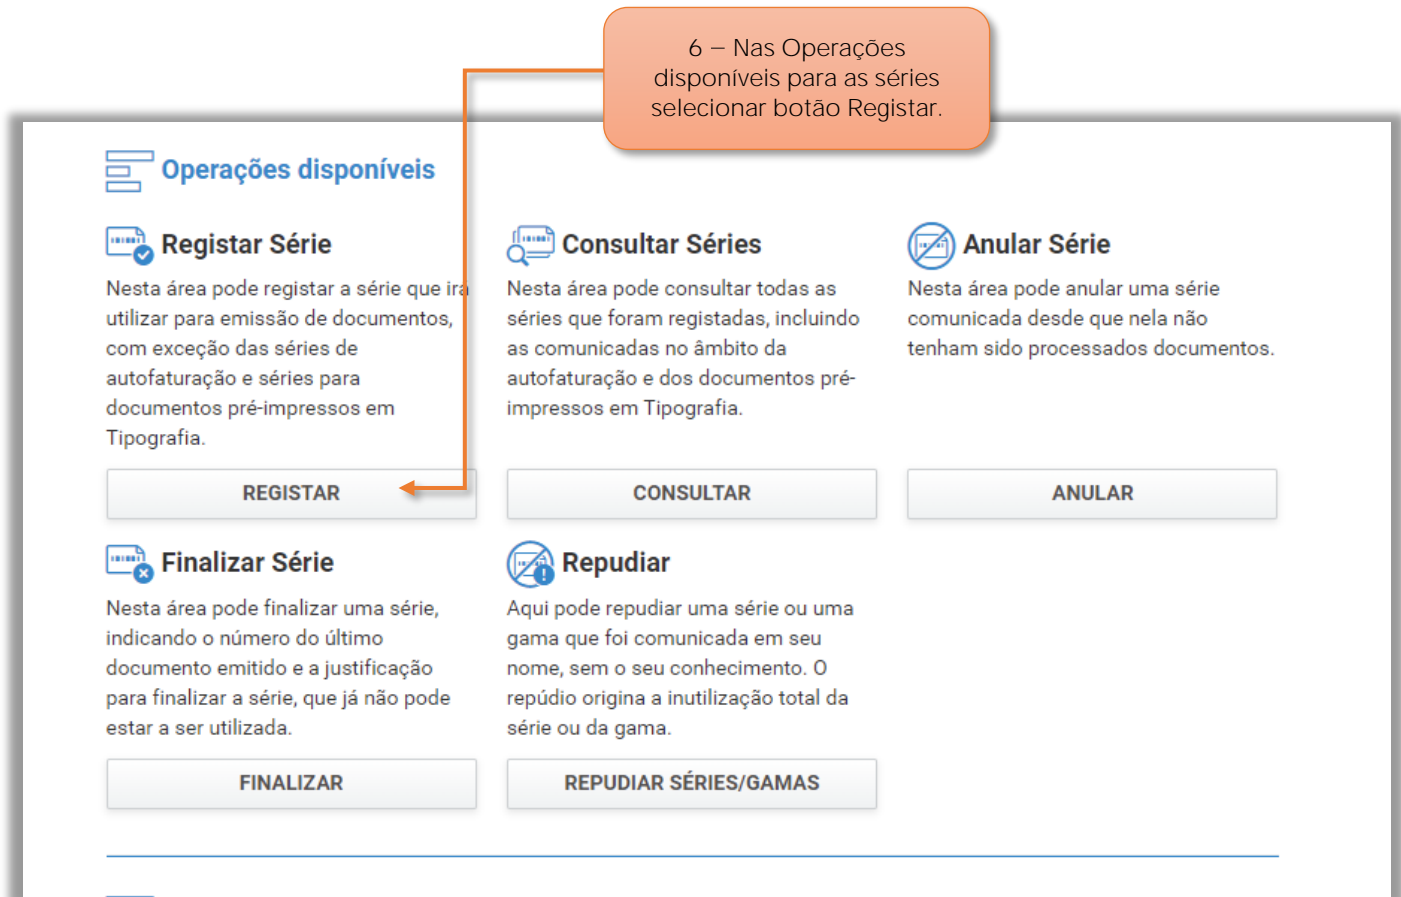 6 – Nas Operações
disponíveis para as séries
selecionar botão Registar.
Operações disponíveis
Registar Série
Nesta área pode registar a série que irá
utilizar para emissão de documentos,
com exceção das séries de
autofaturação e séries para
documentos pré-impressos em
Tipografia.
REGISTAR
Consultar Séries
Nesta área pode consultar todas as
séries que foram registadas, incluindo
as comunicadas no âmbito da
autofaturação e dos documentos pré-
impressos em Tipografia.
CONSULTAR
Anular Série
Nesta área pode anular uma série
comunicada desde que nela não
tenham sido processados documentos.
ANULAR
Finalizar Série
Nesta área pode finalizar uma série,
indicando o número do último
documento emitido e a justificação
para finalizar a série, que já não pode
estar a ser utilizada.
FINALIZAR
Repudiar
Aqui pode repudiar uma série ou uma
gama que foi comunicada em seu
nome, sem o seu conhecimento. O
repúdio origina a inutilização total da
série ou da gama.
REPUDIAR SÉRIES/GAMAS